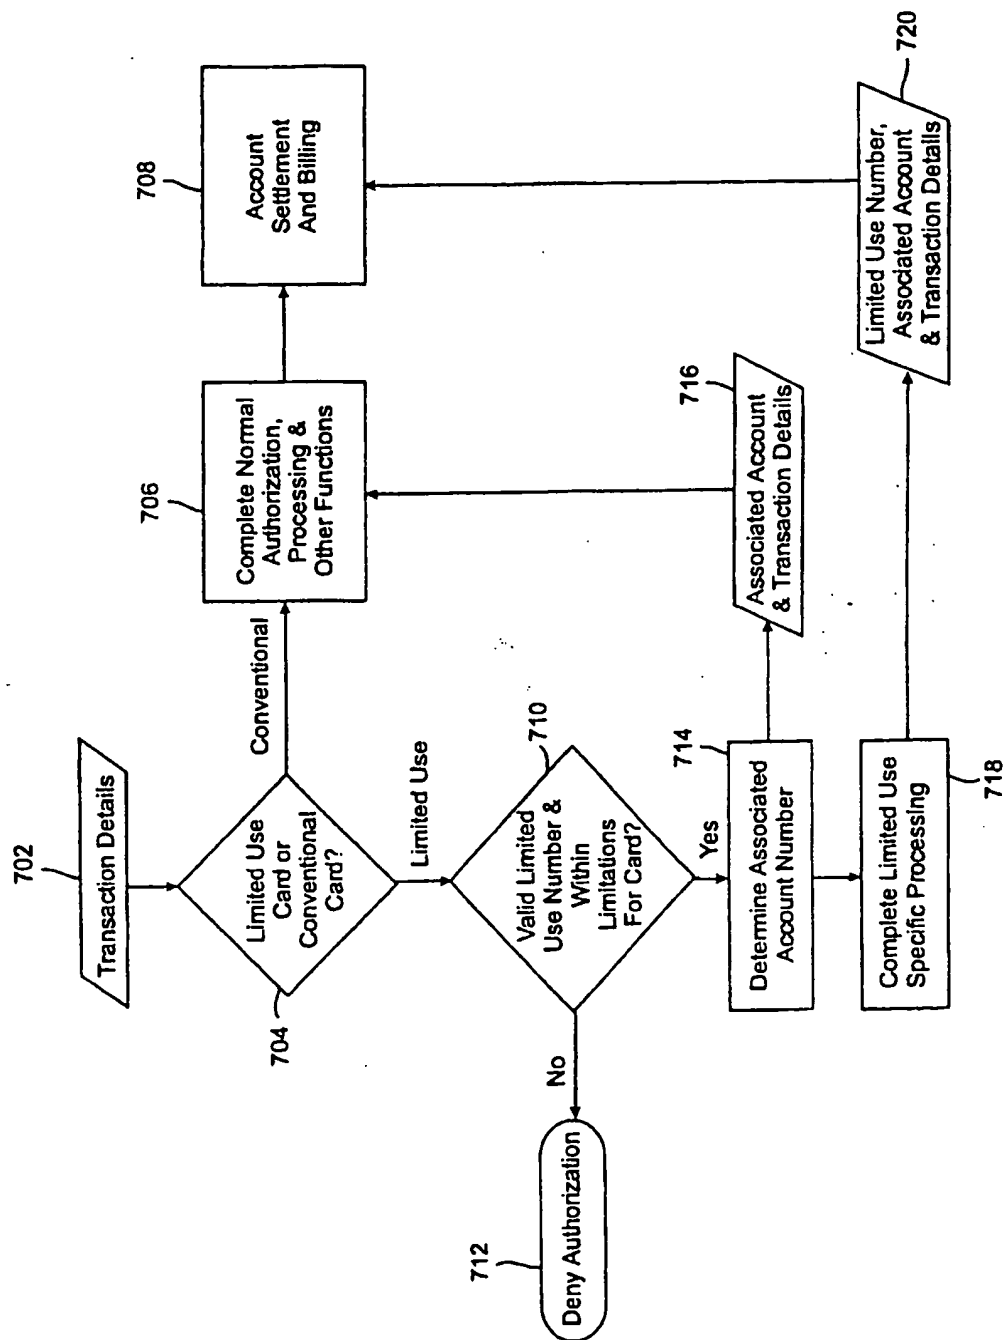 702
Transaction Details
704
Limited Use
Card or
Conventional
Card?
Conventional
706
Complete Normal
Authorization,
Processing &
Other Functions
708
Account
Settlement
And Billing
Limited Use
710
Valid Limited
Use Number &
Within
Limitations
For Card?
No
712
Deny Authorization
Yes
714
Determine Associated
Account Number
716
Associated Account
& Transaction Details
Complete Limited Use
Specific Processing
718
720
Limited Use Number,
Associated Account
& Transaction Details